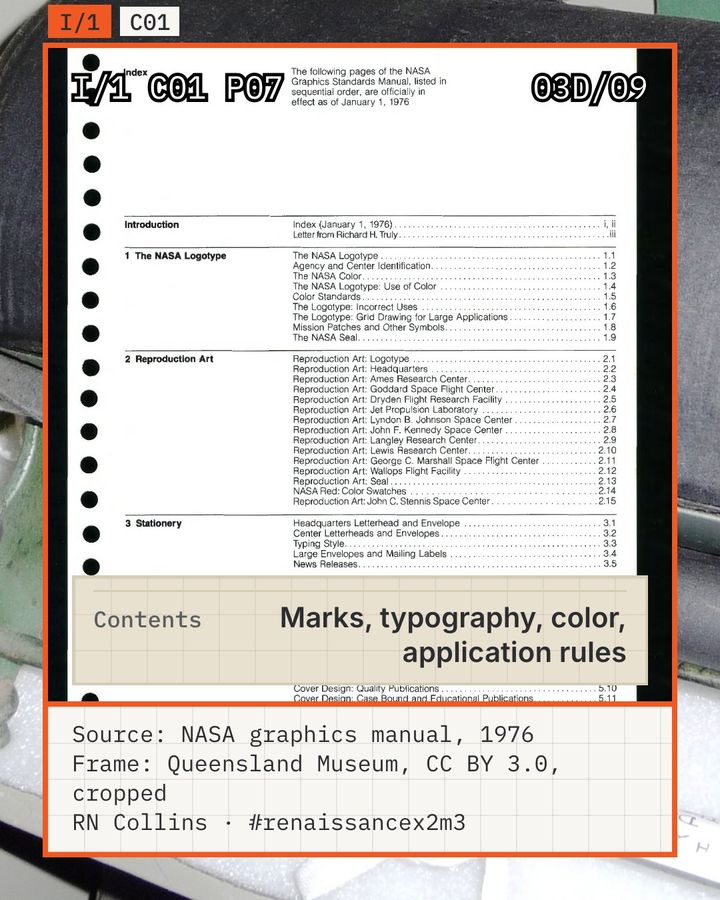 I/1 C01
I/1 C01 P07 03D/09
Index
The following pages of the NASA
Graphics Standards Manual, listed in
sequential order, are officially in
effect as of January 1, 1976
Introduction
Index (January 1, 1976) i, ii
Letter from Richard H. Truly iii
1 The NASA Logotype
The NASA Logotype 1.1
Agency and Center Identification 1.2
The NASA Color 1.3
The NASA Logotype: Use of Color 1.4
Color Standards 1.5
The Logotype: Incorrect Uses 1.6
The Logotype: Grid Drawing for Large Applications 1.7
Mission Patches and Other Symbols 1.8
The NASA Seal 1.9
2 Reproduction Art
Reproduction Art: Logotype 2.1
Reproduction Art: Headquarters 2.2
Reproduction Art: Ames Research Center 2.3
Reproduction Art: Goddard Space Flight Center 2.4
Reproduction Art: Dryden Flight Research Facility 2.5
Reproduction Art: Jet Propulsion Laboratory 2.6
Reproduction Art: Lyndon B. Johnson Space Center 2.7
Reproduction Art: John F. Kennedy Space Center 2.8
Reproduction Art: Langley Research Center 2.9
Reproduction Art: Lewis Research Center 2.10
Reproduction Art: George C. Marshall Space Flight Center 2.11
Reproduction Art: Wallops Flight Facility 2.12
Reproduction Art: Seal 2.13
NASA Red: Color Swatches 2.14
Reproduction Art: John C. Stennis Space Center 2.15
3 Stationery
Headquarters Letterhead and Envelope 3.1
Center Letterheads and Envelopes 3.2
Typing Style 3.3
Large Envelopes and Mailing Labels 3.4
News Releases 3.5
Contents
Marks, typography, color,
application rules
Cover Design: Quality Publications 5.10
Cover Design: Case Bound and Educational Publications 5.11
Source: NASA graphics manual, 1976
Frame: Queensland Museum, CC BY 3.0,
cropped
RN Collins · #renaissancex2m3